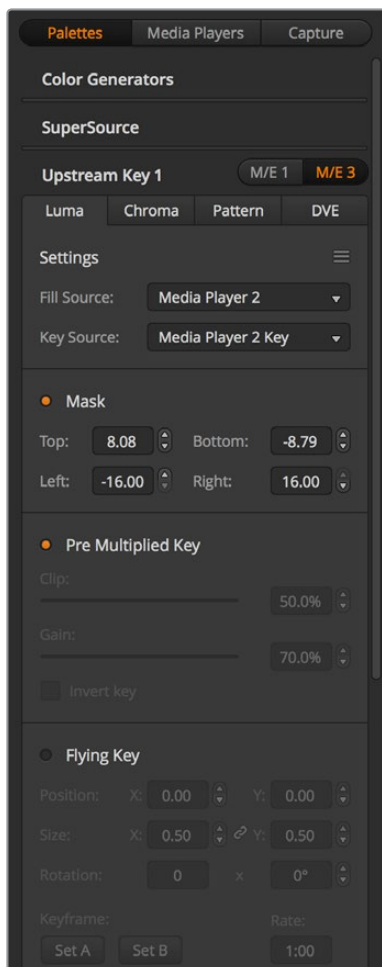 Palettes Media Players Capture
Color Generators
SuperSource
Upstream Key 1 M/E 1 M/E 3
Luma Chroma Pattern DVE
Settings
Fill Source: Media Player 2
Key Source: Media Player 2 Key
Mask
Top: 8.08 Bottom: -8.79
Left: -16.00 Right: 16.00
Pre Multiplied Key
Clip:
50.0%
Gain:
70.0%
Invert key
Flying Key
Position: X: 0.00 Y: 0.00
Size: X: 0.50 Y: 0.50
Rotation: 0 x 0°
Keyframe: Rate:
Set A Set B 1:00